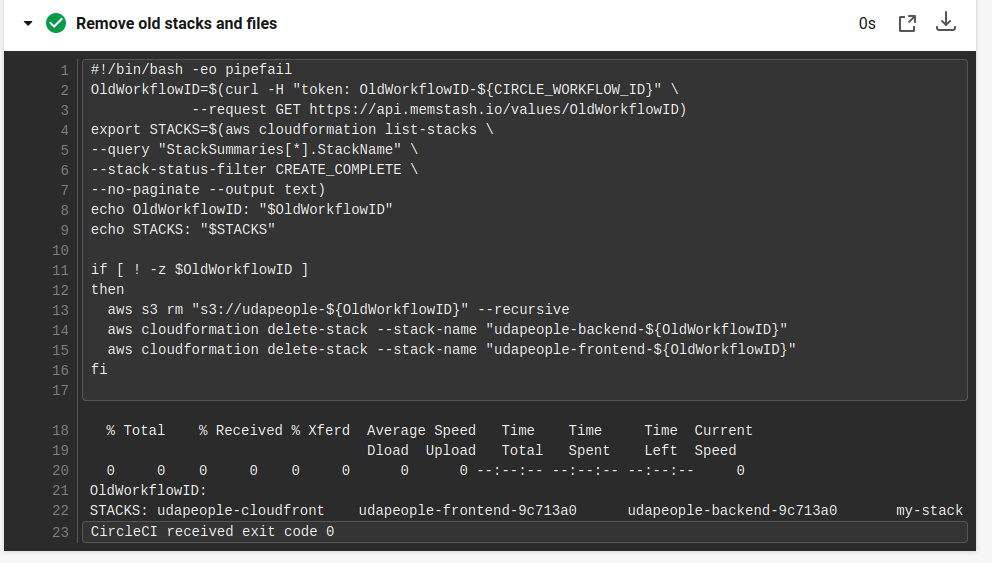 Remove old stacks and files 0s
1 #!/bin/bash -eo pipefail
2 OldWorkflowID=$(curl -H "token: OldWorkflowID-${CIRCLE_WORKFLOW_ID}" \
3             --request GET https://api.memstash.io/values/OldWorkflowID)
4 export STACKS=$(aws cloudformation list-stacks \
5 --query "StackSummaries[*].StackName" \
6 --stack-status-filter CREATE_COMPLETE \
7 --no-paginate --output text)
8 echo OldWorkflowID: "$OldWorkflowID"
9 echo STACKS: "$STACKS"
10
11 if [ ! -z $OldWorkflowID ]
12 then
13   aws s3 rm "s3://udapeople-${OldWorkflowID}" --recursive
14   aws cloudformation delete-stack --stack-name "udapeople-backend-${OldWorkflowID}"
15   aws cloudformation delete-stack --stack-name "udapeople-frontend-${OldWorkflowID}"
16 fi
17
18   % Total    % Received % Xferd  Average Speed   Time    Time     Time  Current
19                                  Dload  Upload   Total   Spent    Left  Speed
20   0     0    0     0    0     0      0      0 --:--:-- --:--:-- --:--:--     0
21 OldWorkflowID:
22 STACKS: udapeople-cloudfront    udapeople-frontend-9c713a0      udapeople-backend-9c713a0       my-stack
23 CircleCI received exit code 0